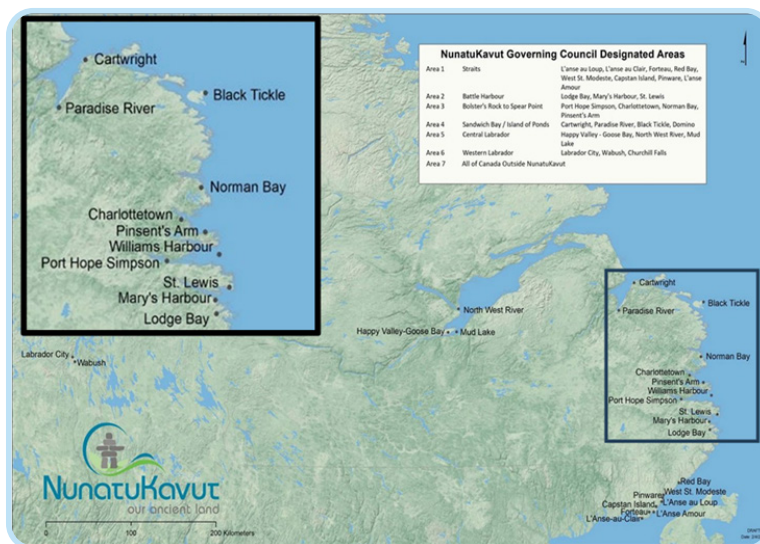 Cartwright
Black Tickle
Paradise River
Norman Bay
Charlottetown
Pinsent's Arm
Williams Harbour
Port Hope Simpson
St. Lewis
Mary's Harbour
Lodge Bay
NunatuKavut Governing Council Designated Areas
Area 1 Straits L'anse au Loup, L'anse au Clair, Forteau, Red Bay,
West St. Modeste, Capstan Island, Pinware, L'anse
Amour
Area 2 Battle Harbour Lodge Bay, Mary's Harbour, St. Lewis
Area 3 Bolster's Rock to Spear Point Port Hope Simpson, Charlottetown, Norman Bay,
Pinsent's Arm
Area 4 Sandwich Bay / Island of Ponds Cartwright, Paradise River, Black Tickle, Domino
Area 5 Central Labrador Happy Valley - Goose Bay, North West River, Mud
Lake
Area 6 Western Labrador Labrador City, Wabush, Churchill Falls
Area 7 All of Canada Outside NunatuKavut
Cartwright
Black Tickle
Paradise River
North West River
Happy Valley-Goose Bay
Mud Lake
Labrador City
Wabush
Norman Bay
Charlottetown
Pinsent's Arm
Williams Harbour
Port Hope Simpson
St. Lewis
Mary's Harbour
Lodge Bay
Red Bay
West St. Modeste
Pinware
L'Anse au Loup
Capstan Island
Forteau
L'Anse Amour
L'Anse-au-Clair
NunatuKavut
our ancient land
0 50 100 200 Kilometers